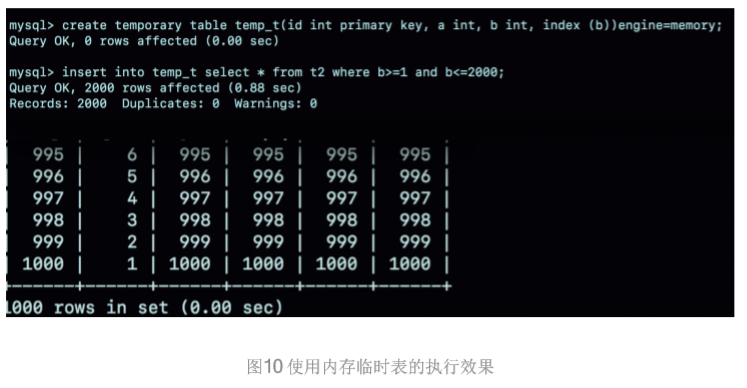 mysql> create temporary table temp_t(id int primary key, a int, b int, index (b))engine=memory;
Query OK, 0 rows affected (0.00 sec)
mysql> insert into temp_t select * from t2 where b>=1 and b<=2000;
Query OK, 2000 rows affected (0.88 sec)
Records: 2000  Duplicates: 0  Warnings: 0
| 995 | 6 | 995 | 995 | 995 | 995 |
| 996 | 5 | 996 | 996 | 996 | 996 |
| 997 | 4 | 997 | 997 | 997 | 997 |
| 998 | 3 | 998 | 998 | 998 | 998 |
| 999 | 2 | 999 | 999 | 999 | 999 |
| 1000 | 1 | 1000 | 1000 | 1000 | 1000 |
1000 rows in set (0.00 sec)
图10 使用内存临时表的执行效果